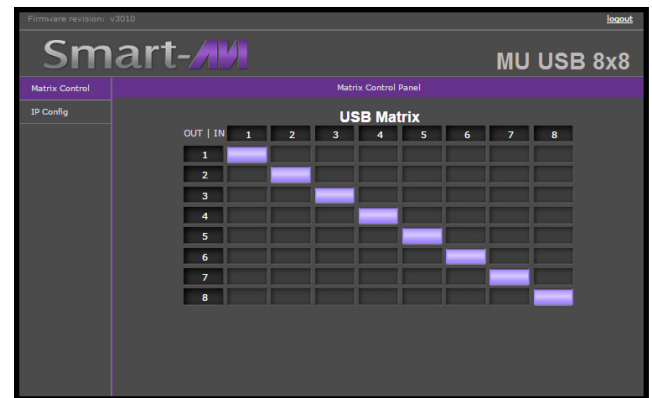 Firmware revision: v3010 logout
Smart-AVI MU USB 8x8
Matrix Control Matrix Control Panel
IP Config
USB Matrix
OUT | IN 1 2 3 4 5 6 7 8
1
2
3
4
5
6
7
8